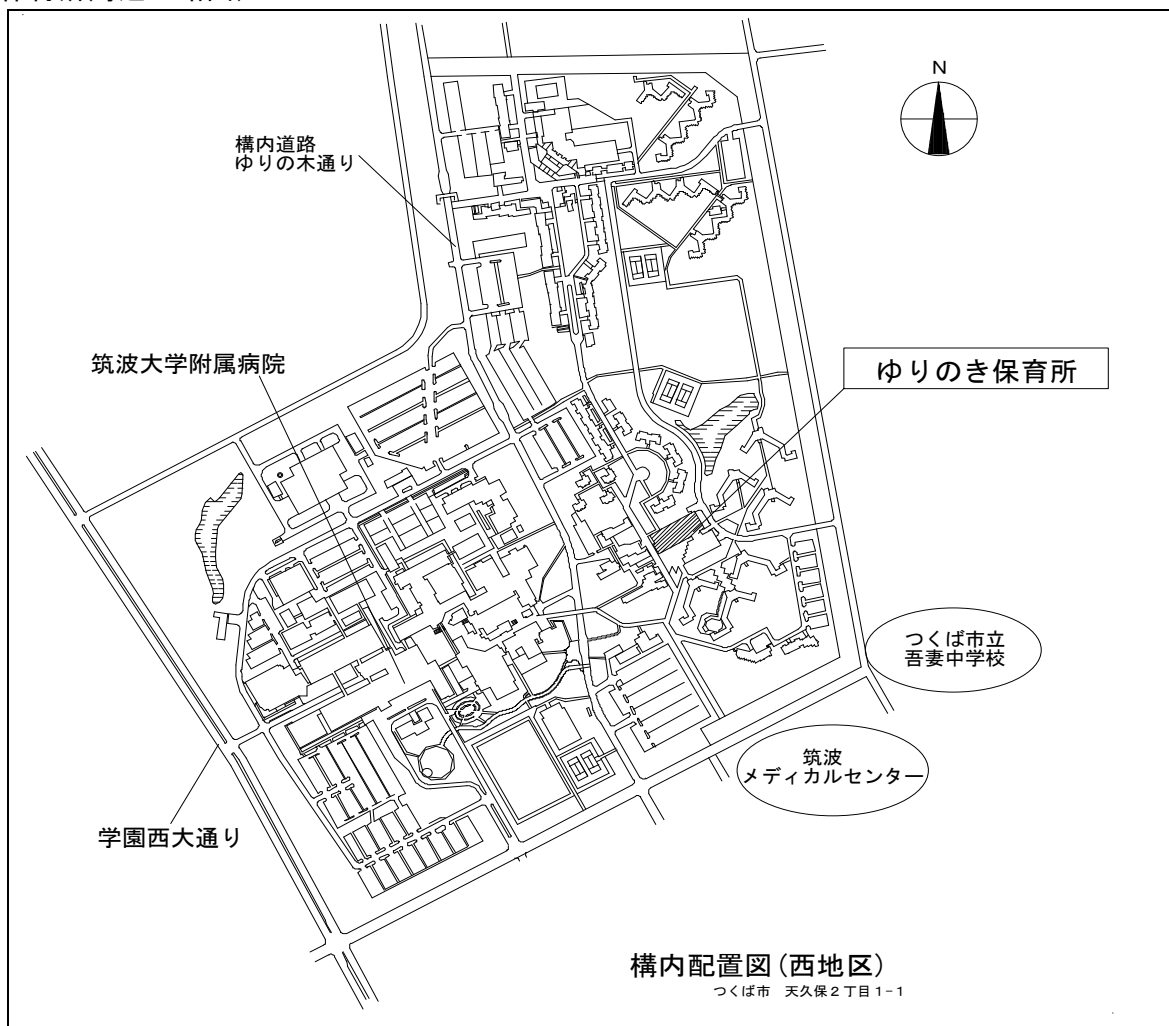 N
構内道路
ゆりの木通り
筑波大学附属病院
ゆりのき保育所
つくば市立
吾妻中学校
筑波
メディカルセンター
学園西大通り
構内配置図(西地区)
つくば市 天久保2丁目1-1